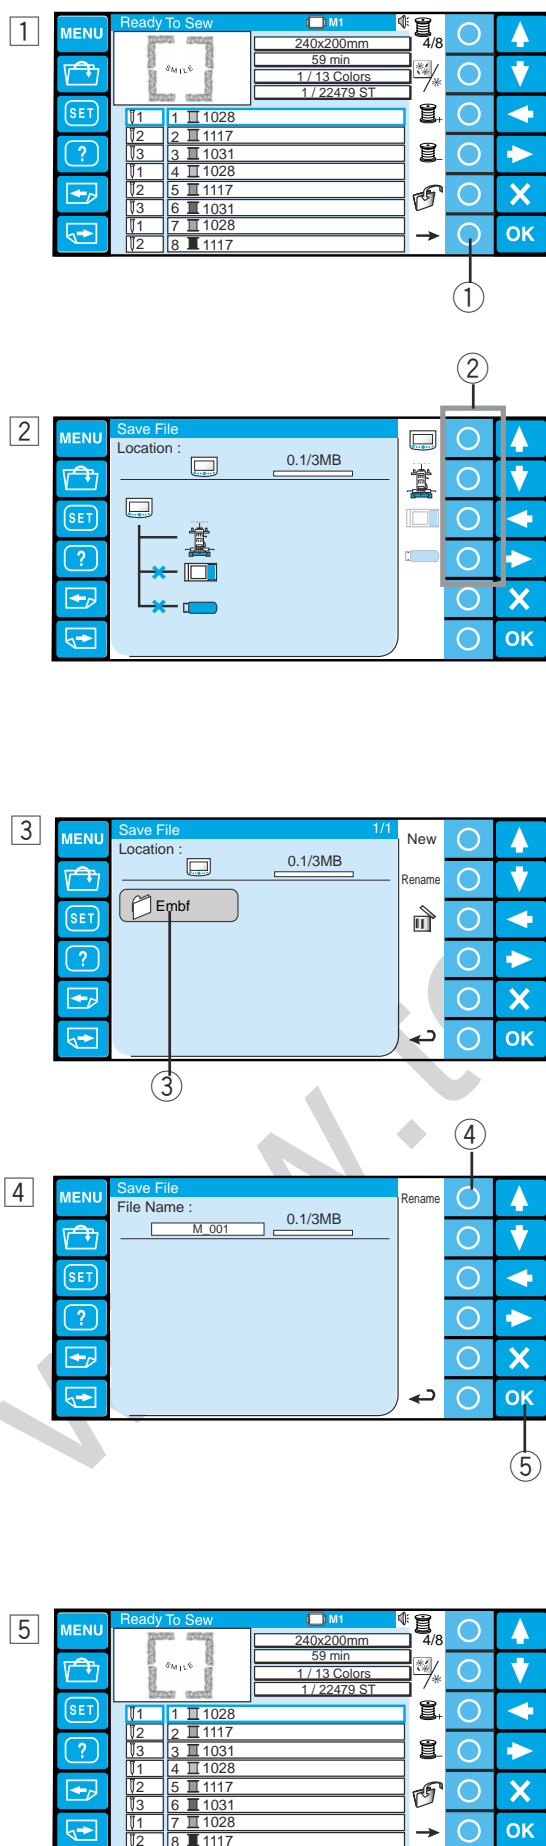 1
MENU Ready To Sew M1
4/8
SMILE
240x200mm
59 min
1 / 13 Colors
1 / 22479 ST
SET
?
1 1 1028
2 2 1117
3 3 1031
1 4 1028
2 5 1117
3 6 1031
1 7 1028
2 8 1117
OK
1
2
2
MENU Save File
Location :
0.1/3MB
SET
?
OK
3
MENU Save File 1/1 New
Location :
0.1/3MB
Rename
Embf
SET
?
OK
3
4
4
MENU Save File Rename
File Name :
M_001 0.1/3MB
SET
?
OK
5
5
MENU Ready To Sew M1
4/8
SMILE
240x200mm
59 min
1 / 13 Colors
1 / 22479 ST
SET
?
1 1 1028
2 2 1117
3 3 1031
1 4 1028
2 5 1117
3 6 1031
1 7 1028
2 8 1117
OK